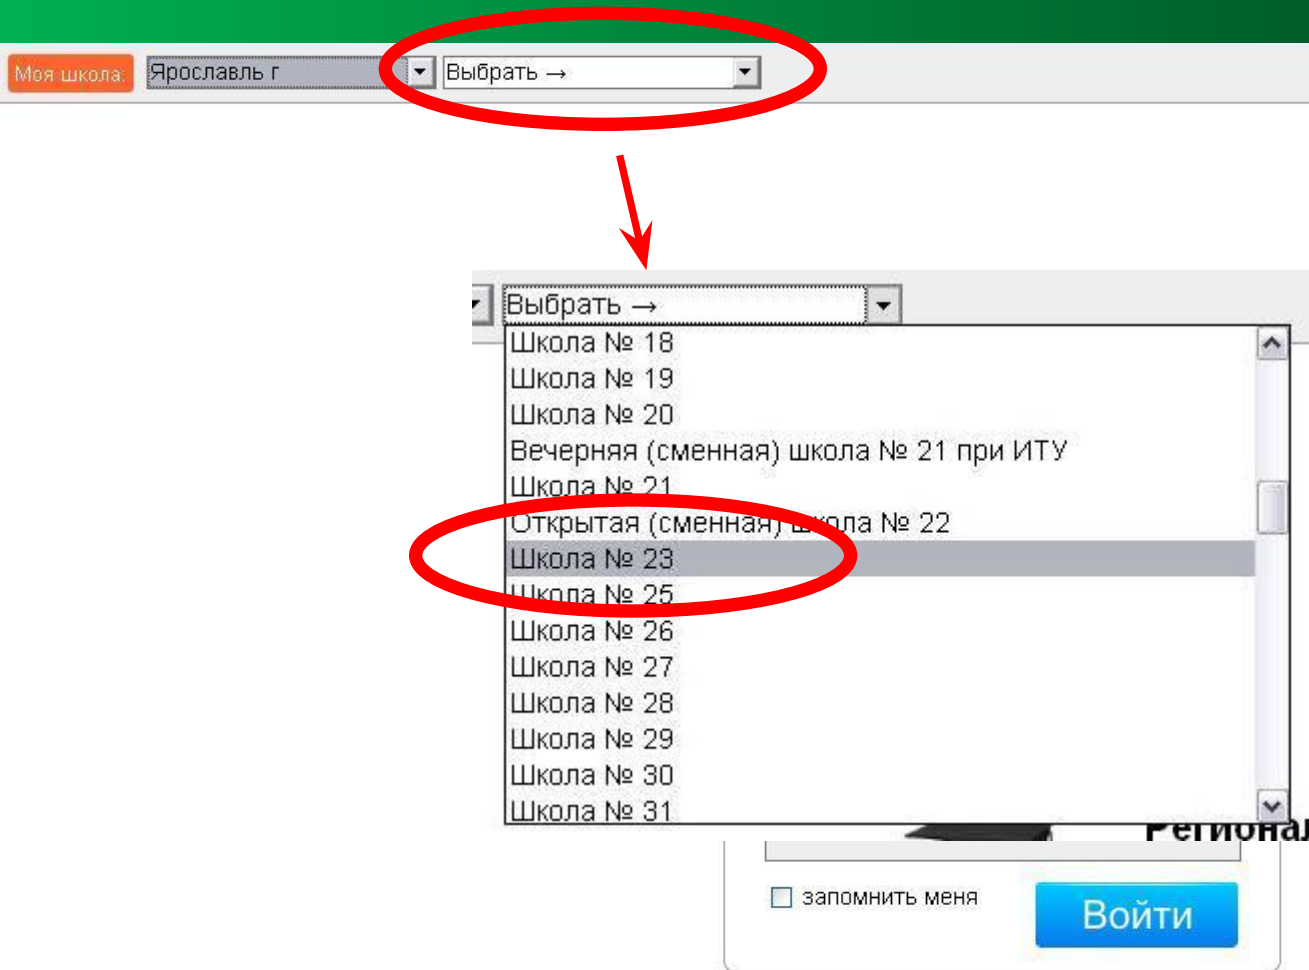 Моя школа: Ярославль г Выбрать →
Выбрать →
Школа № 18
Школа № 19
Школа № 20
Вечерняя (сменная) школа № 21 при ИТУ
Школа № 21
Открытая (сменная) школа № 22
Школа № 23
Школа № 25
Школа № 26
Школа № 27
Школа № 28
Школа № 29
Школа № 30
Школа № 31
запомнить меня
Войти